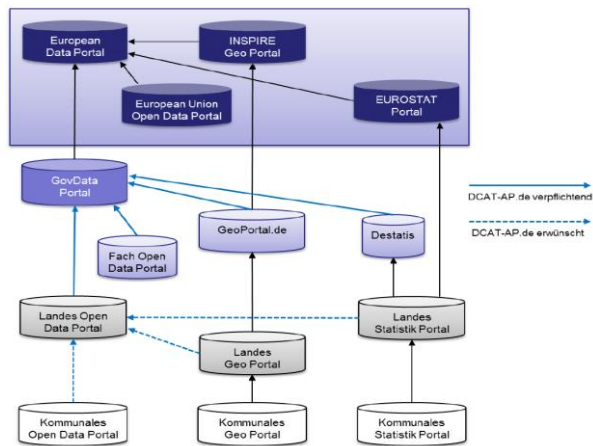 European
Data Portal
INSPIRE
Geo Portal
European Union
Open Data Portal
EUROSTAT
Portal
GovData
Portal
DCAT-AP.de verpflichtend
DCAT-AP.de erwünscht
Fach Open
Data Portal
GeoPortal.de
Destatis
Landes Open
Data Portal
Landes
Statistik Portal
Landes
Geo Portal
Kommunales
Open Data Portal
Kommunales
Geo Portal
Kommunales
Statistik Portal